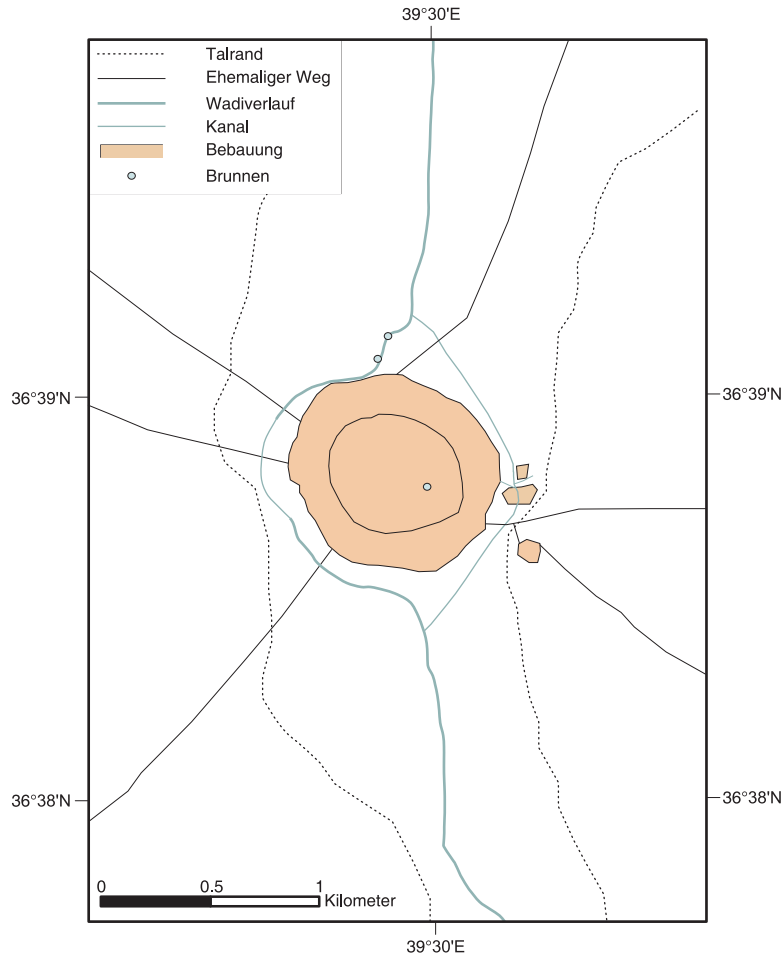 39°30'E
Talrand
Ehemaliger Weg
Wadiverlauf
Kanal
Bebauung
Brunnen
36°39'N 36°39'N
36°38'N 36°38'N
0 0.5 1
Kilometer
39°30'E